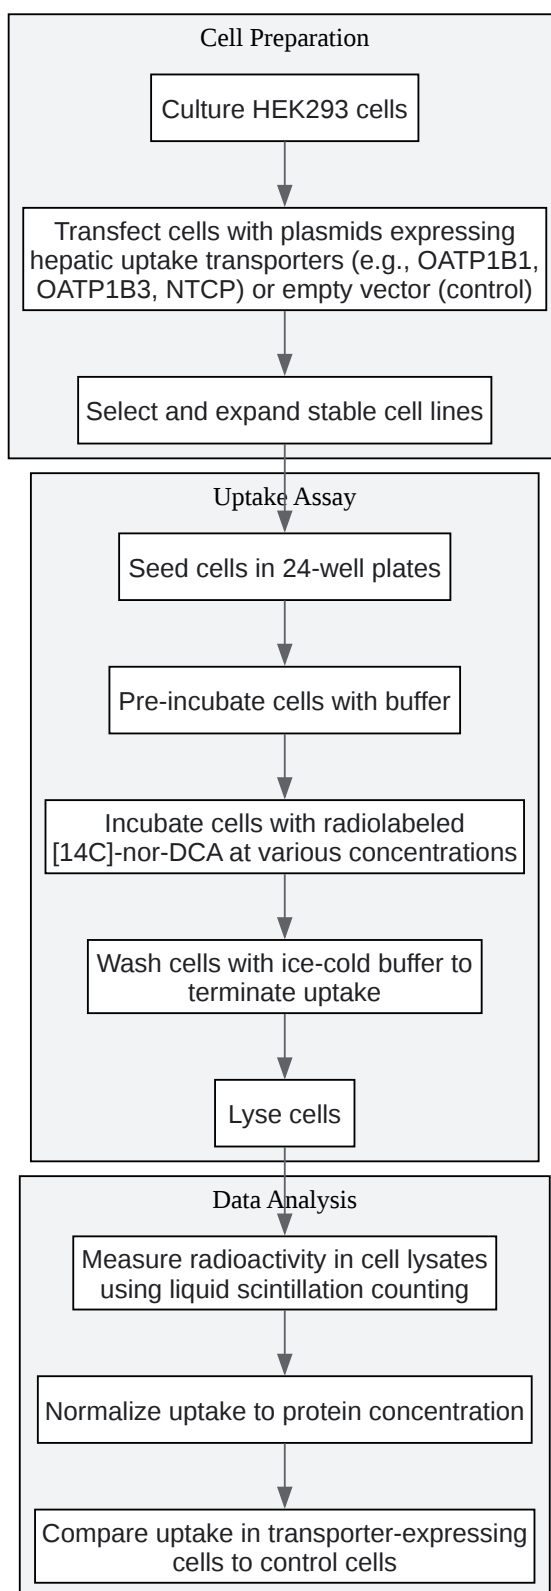 Cell Preparation
Culture HEK293 cells
Transfect cells with plasmids expressing
hepatic uptake transporters (e.g., OATP1B1,
OATP1B3, NTCP) or empty vector (control)
Select and expand stable cell lines
Uptake Assay
Seed cells in 24-well plates
Pre-incubate cells with buffer
Incubate cells with radiolabeled
[14C]-nor-DCA at various concentrations
Wash cells with ice-cold buffer to
terminate uptake
Lyse cells
Data Analysis
Measure radioactivity in cell lysates
using liquid scintillation counting
Normalize uptake to protein concentration
Compare uptake in transporter-expressing
cells to control cells